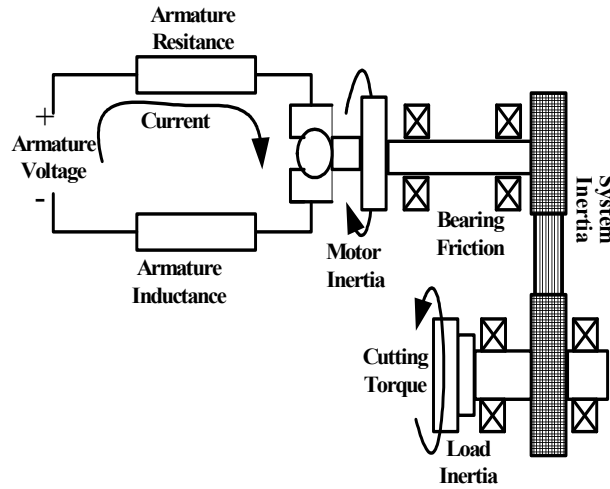 Armature
Resitance
+
Current
Armature
Voltage
-
Armature
Inductance
Motor
Inertia
Bearing
Friction
System
Inertia
Cutting
Torque
Load
Inertia